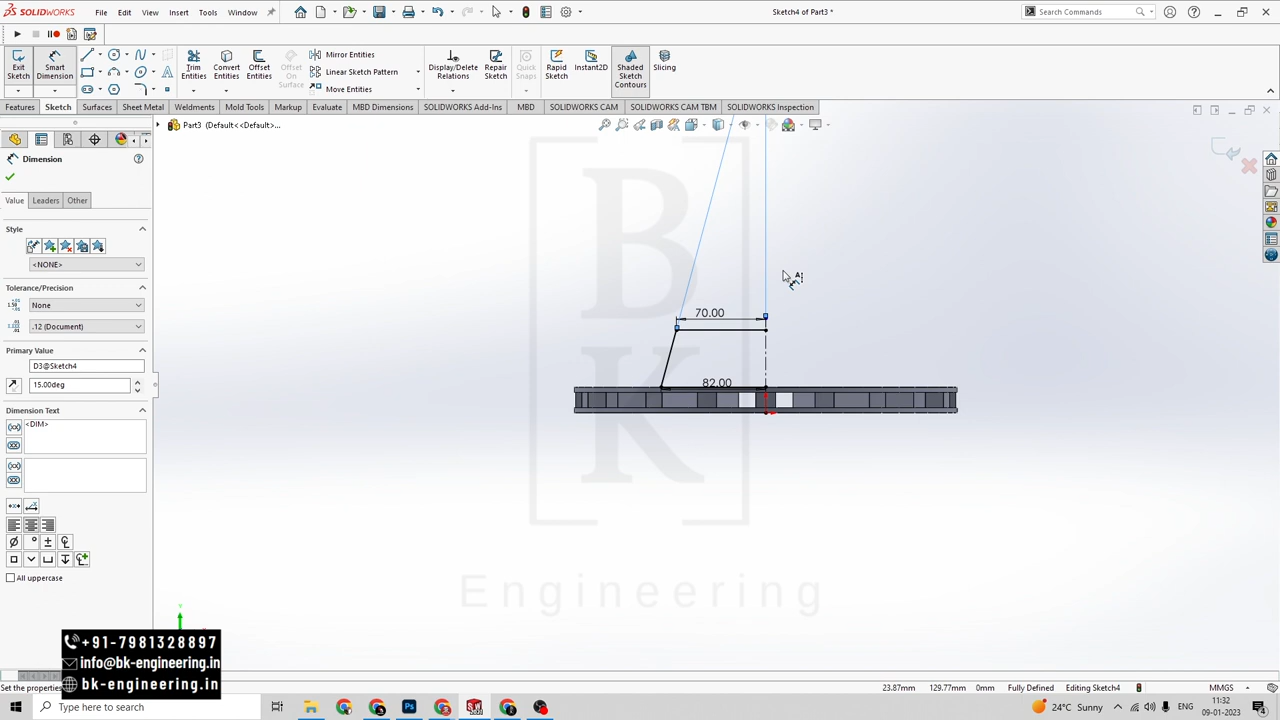 SOLIDWORKS
File
Edit
View
Insert
Tools
Window
Sketch4 of Part3 *
Search Commands
Exit Sketch
Smart Dimension
Trim Entities
Convert Entities
Offset Entities
Offset On Surface
Mirror Entities
Linear Sketch Pattern
Move Entities
Display/Delete Relations
Repair Sketch
Quick Snaps
Rapid Sketch
Instant2D
Shaded Sketch Contours
Slicing
Features
Sketch
Surfaces
Sheet Metal
Weldments
Mold Tools
Markup
Evaluate
MBD Dimensions
SOLIDWORKS Add-Ins
MBD
SOLIDWORKS CAM
SOLIDWORKS CAM TBM
SOLIDWORKS Inspection
Part3 (Default<<Default>...
Dimension
Value
Leaders
Other
Style
<NONE>
Tolerance/Precision
None
.12 (Document)
Primary Value
D3@Sketch4
15.00deg
Dimension Text
<DIM>
All uppercase
70.00
82.00
B
K
Engineering
+91-7981328897
info@bk-engineering.in
bk-engineering.in
Set the properties
23.87mm
129.77mm
0mm
Fully Defined
Editing Sketch4
MMGS
Type here to search
24°C Sunny
ENG
11:32
09-01-2023